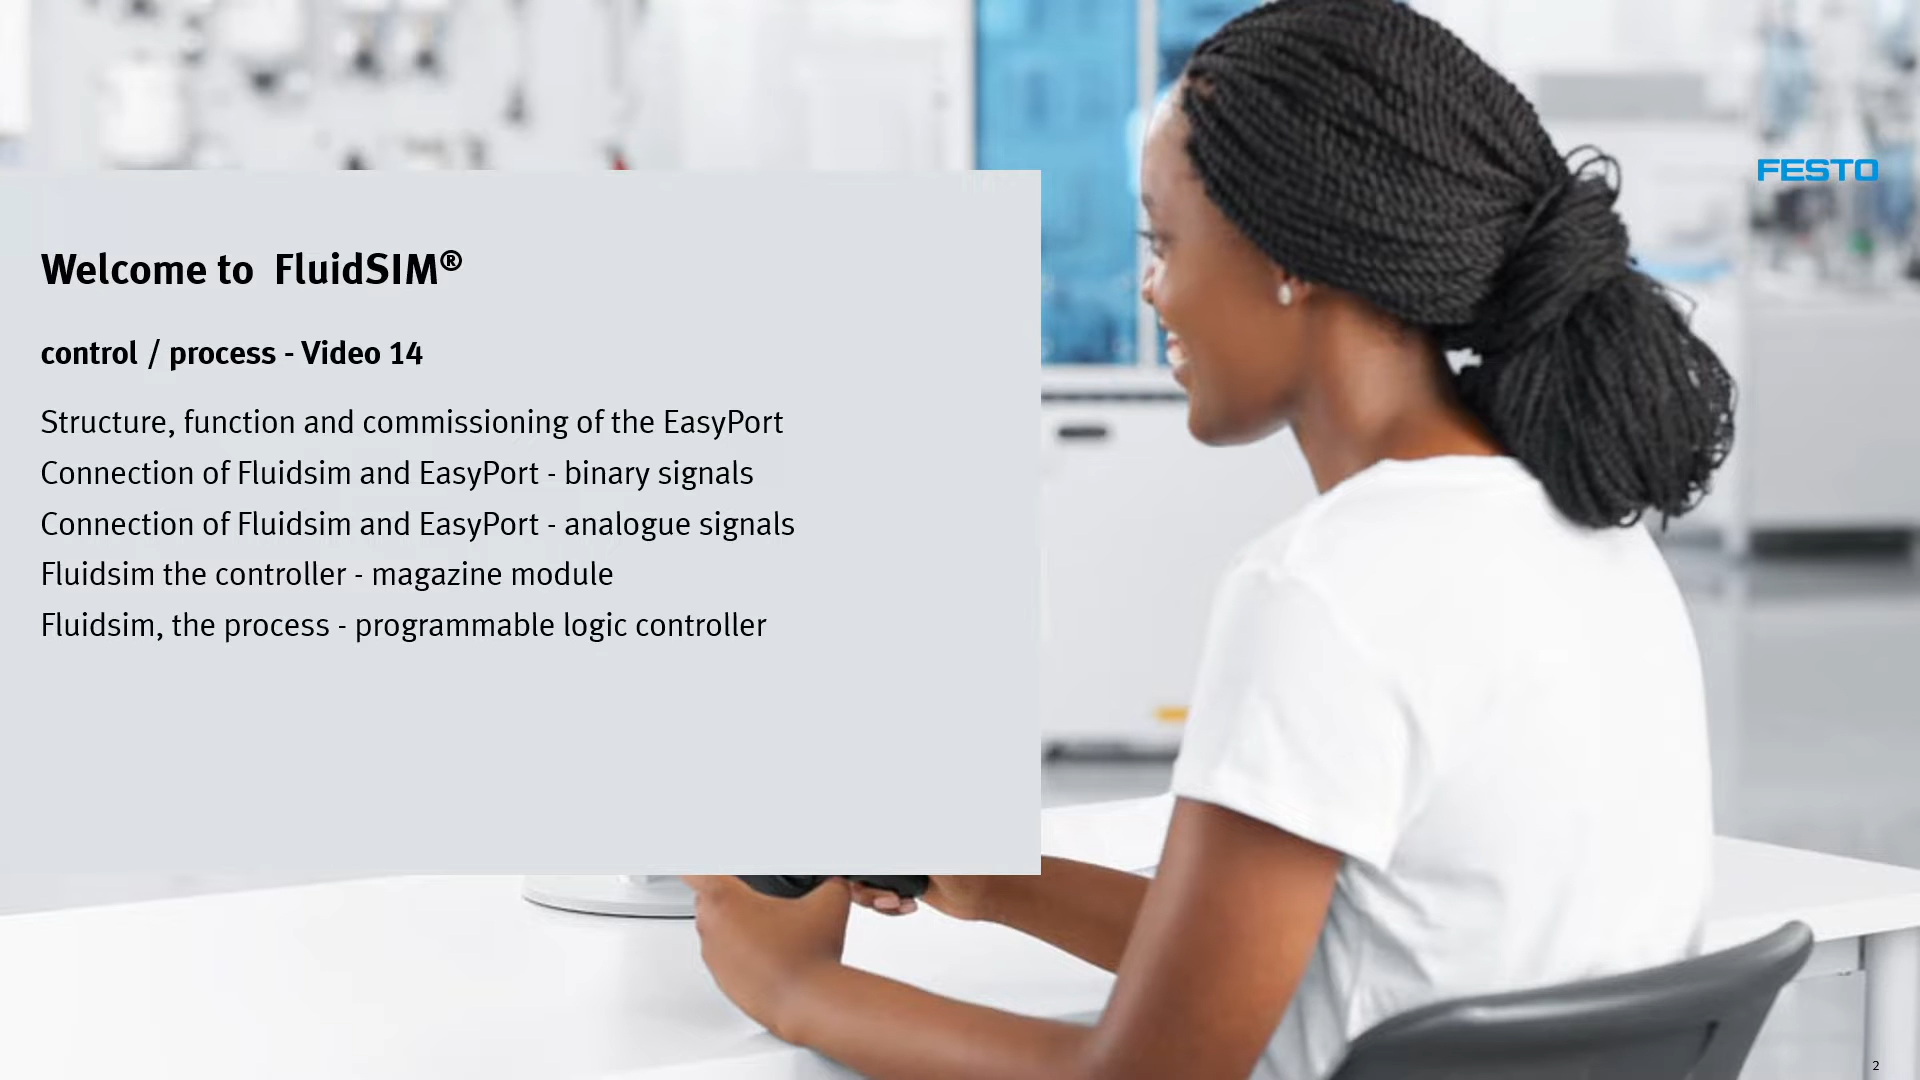 FESTO
Welcome to  FluidSIM®
control / process - Video 14
Structure, function and commissioning of the EasyPort
Connection of Fluidsim and EasyPort - binary signals
Connection of Fluidsim and EasyPort - analogue signals
Fluidsim the controller - magazine module
Fluidsim, the process - programmable logic controller
2